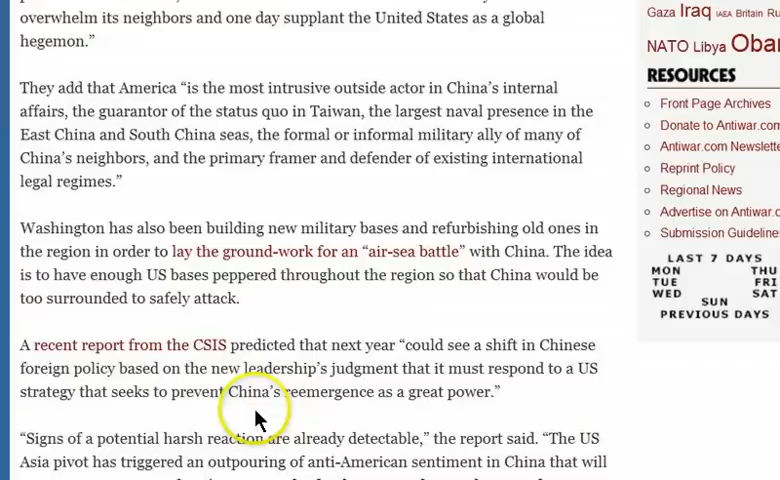 overwhelm its neighbors and one day supplant the United States as a global
hegemon.”
They add that America “is the most intrusive outside actor in China’s internal
affairs, the guarantor of the status quo in Taiwan, the largest naval presence in the
East China and South China seas, the formal or informal military ally of many of
China’s neighbors, and the primary framer and defender of existing international
legal regimes.”
Washington has also been building new military bases and refurbishing old ones in
the region in order to lay the ground-work for an “air-sea battle” with China. The idea
is to have enough US bases peppered throughout the region so that China would be
too surrounded to safely attack.
A recent report from the CSIS predicted that next year “could see a shift in Chinese
foreign policy based on the new leadership’s judgment that it must respond to a US
strategy that seeks to prevent China’s reemergence as a great power.”
“Signs of a potential harsh reaction are already detectable,” the report said. “The US
Asia pivot has triggered an outpouring of anti-American sentiment in China that will
Gaza Iraq IAEA Britain Ru
NATO Libya Oba
RESOURCES
Front Page Archives
Donate to Antiwar.com
Antiwar.com Newslette
Reprint Policy
Regional News
Advertise on Antiwar.c
Submission Guideline
LAST 7 DAYS
MON THU
TUE FRI
WED SAT
SUN
PREVIOUS DAYS